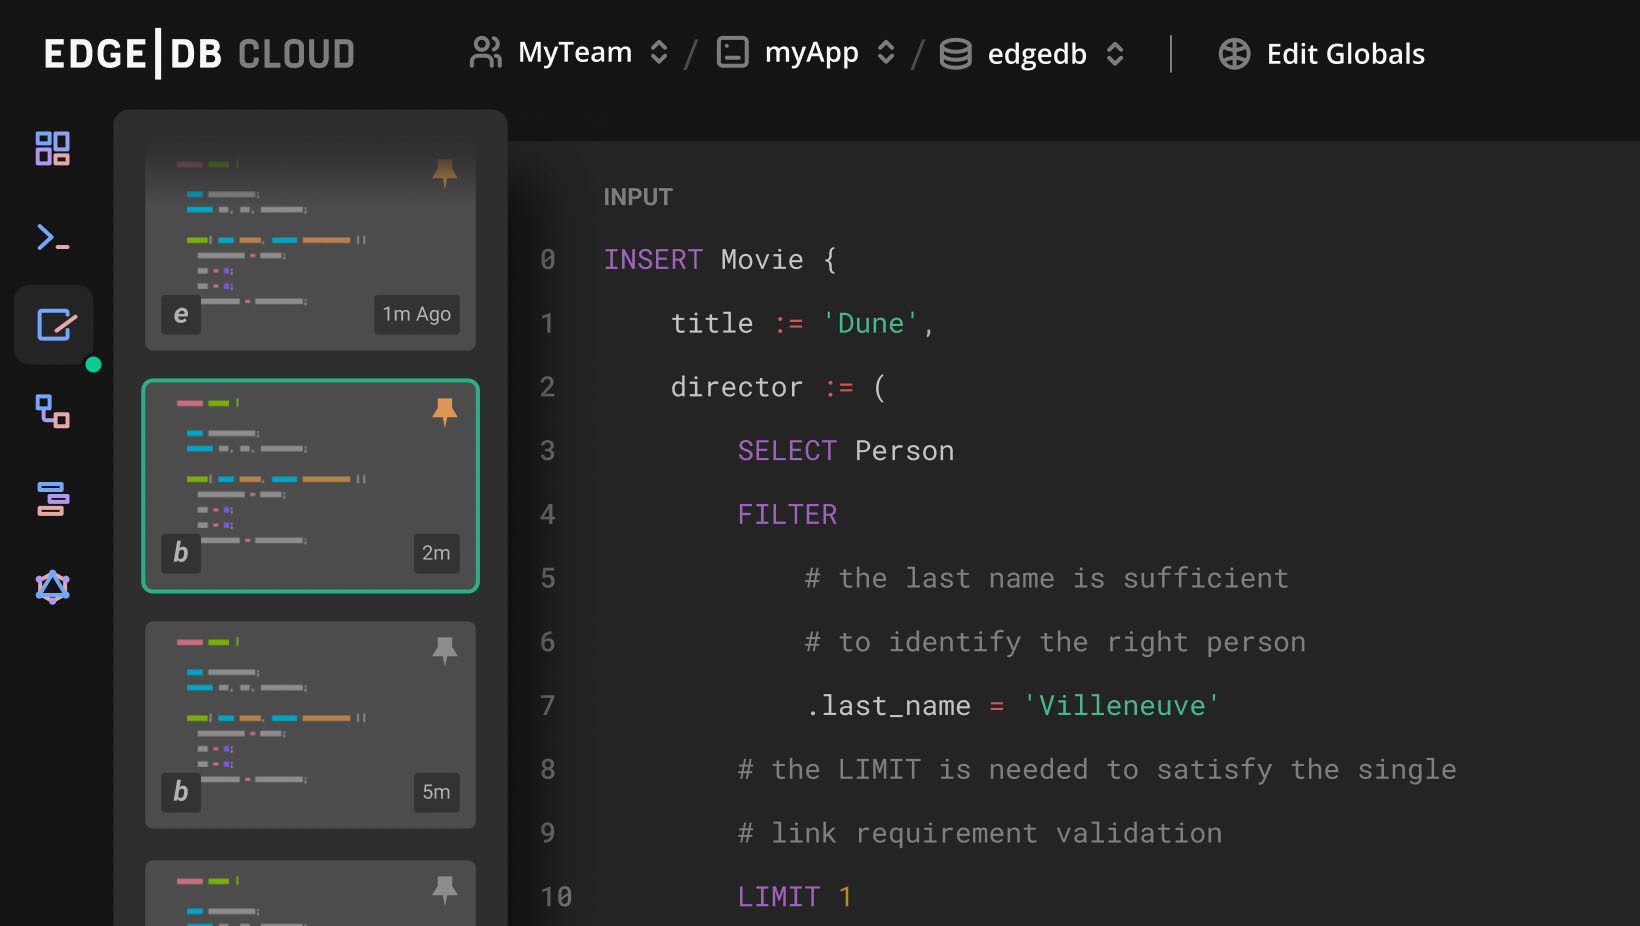 EDGE|DB CLOUD
MyTeam / myApp / edgedb
Edit Globals
e
1m Ago
b
2m
b
5m
INPUT
0 INSERT Movie {
1 title := 'Dune',
2 director := (
3 SELECT Person
4 FILTER
5 # the last name is sufficient
6 # to identify the right person
7 .last_name = 'Villeneuve'
8 # the LIMIT is needed to satisfy the single
9 # link requirement validation
10 LIMIT 1